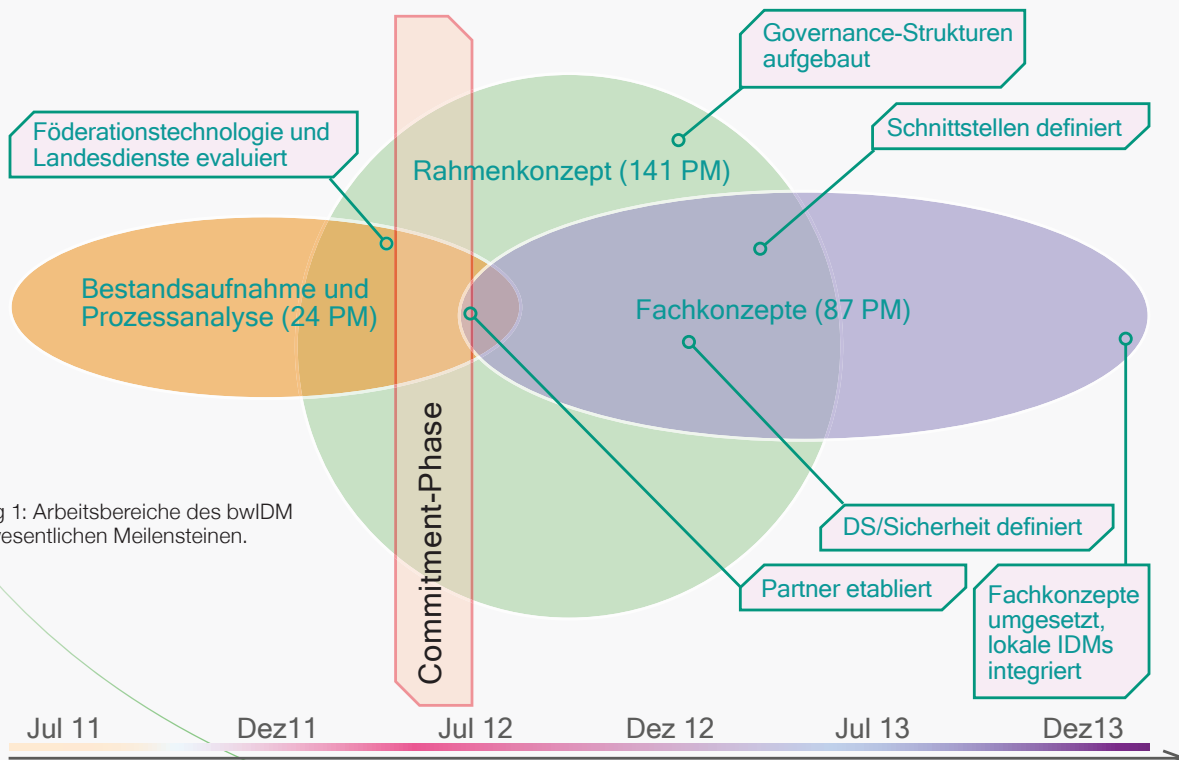 Governance-Strukturen
aufgebaut
Föderationstechnologie und
Landesdienste evaluiert
Schnittstellen definiert
Rahmenkonzept (141 PM)
Bestandsaufnahme und
Prozessanalyse (24 PM)
Fachkonzepte (87 PM)
Commitment-Phase
g 1: Arbeitsbereiche des bwIDM
esentlichen Meilensteinen.
DS/Sicherheit definiert
Partner etabliert
Fachkonzepte
umgesetzt,
lokale IDMs
integriert
Jul 11 Dez11 Jul 12 Dez 12 Jul 13 Dez13